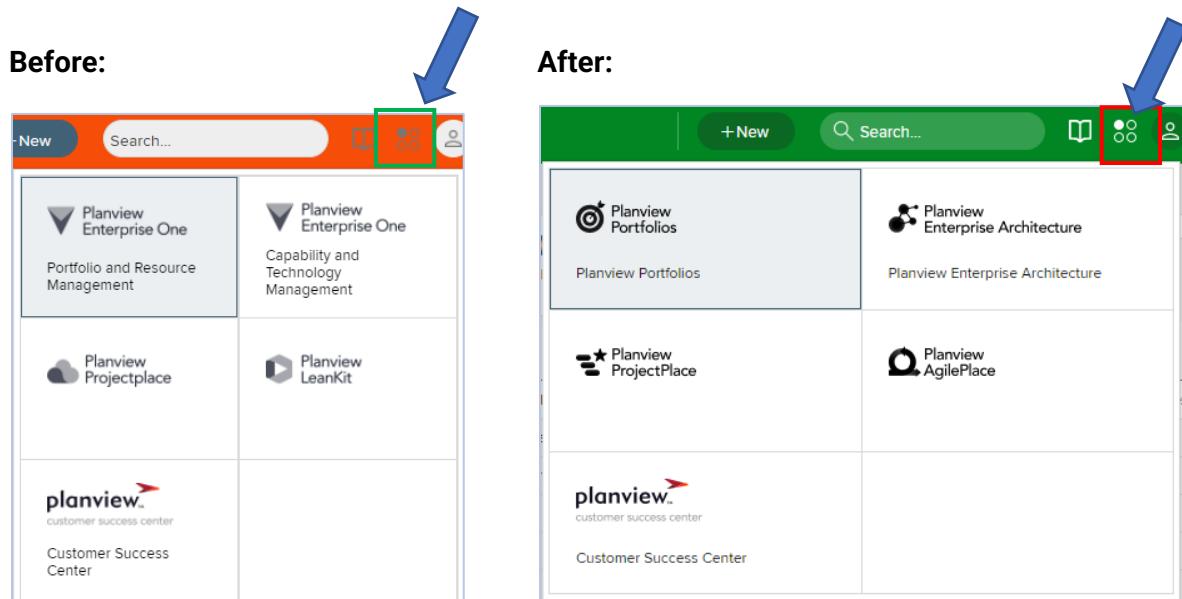 Before:
New
Search...
Planview
Enterprise One
Portfolio and Resource
Management
Planview
Enterprise One
Capability and
Technology
Management
Planview
Projectplace
Planview
LeanKit
planview™
customer success center
Customer Success
Center
After:
+New
Search...
Planview
Portfolios
Planview Portfolios
Planview
Enterprise Architecture
Planview Enterprise Architecture
Planview
ProjectPlace
Planview
AgilePlace
planview™
customer success center
Customer Success Center